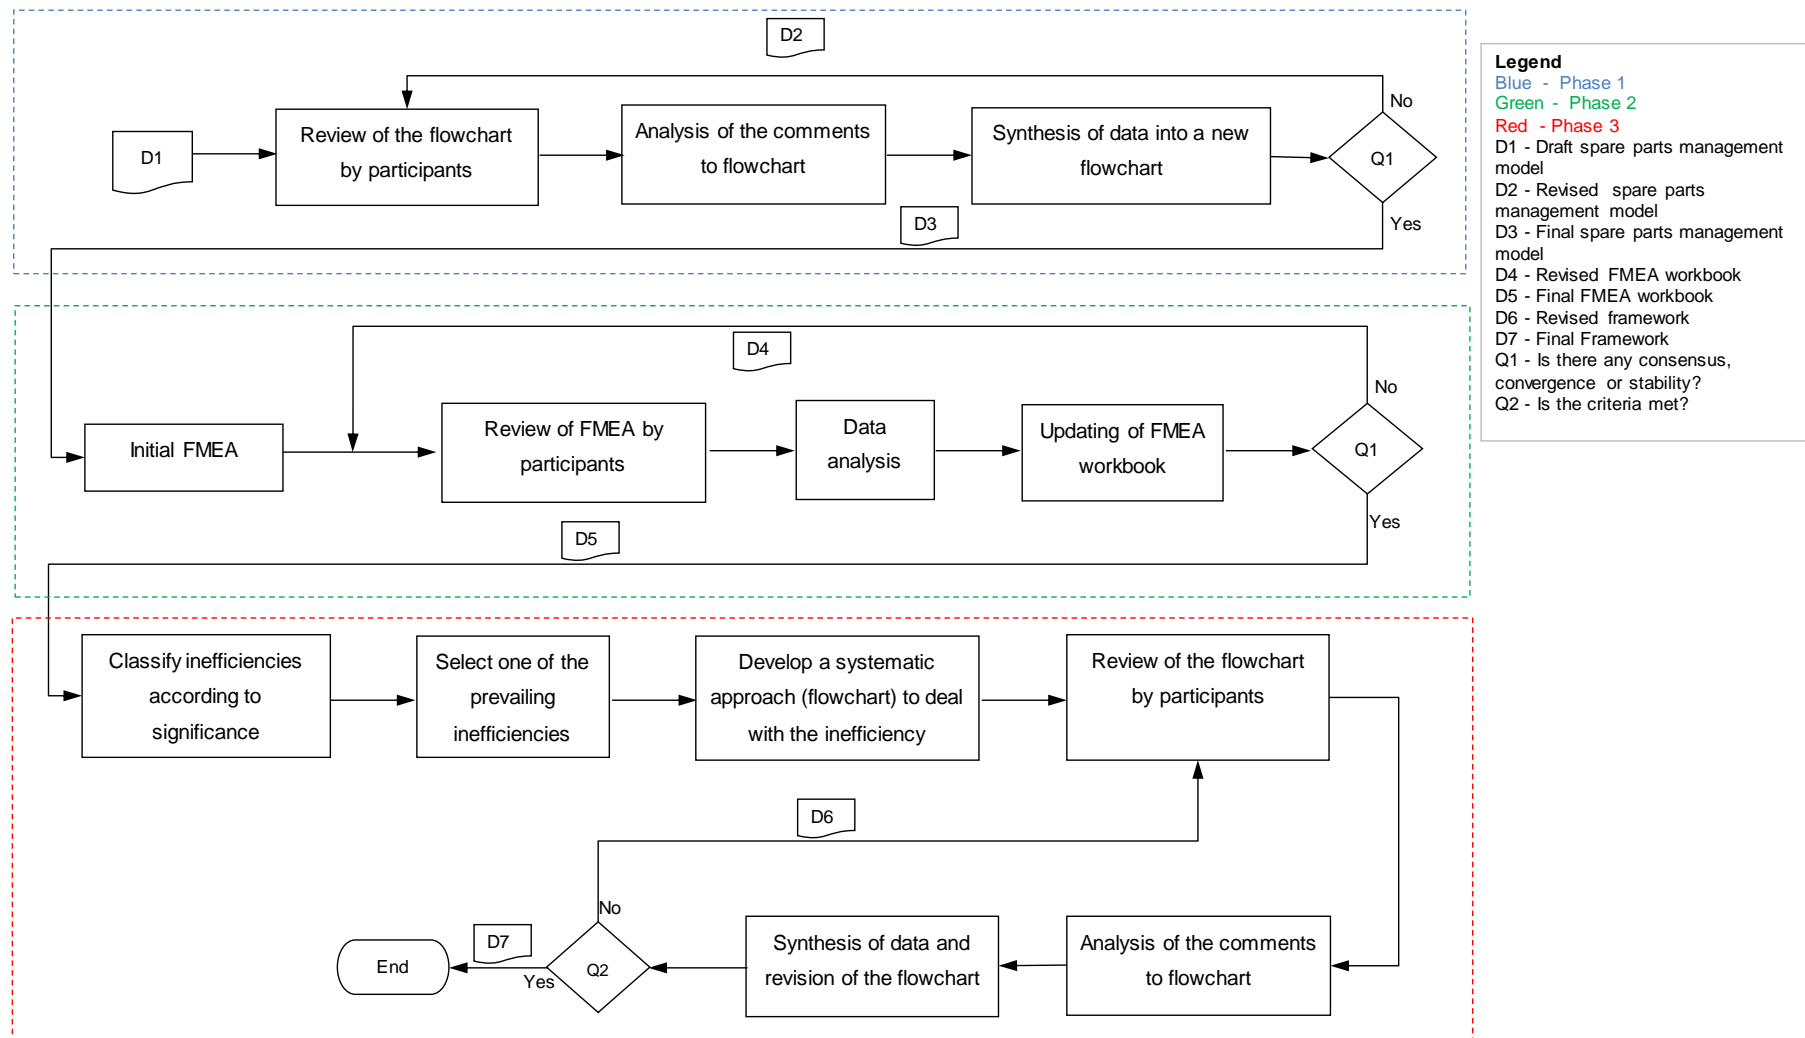 D2
No
D1
Review of the flowchart
by participants
Analysis of the comments
to flowchart
Synthesis of data into a new
flowchart
Q1
D3
Yes
D4
No
Initial FMEA
Review of FMEA by
participants
Data
analysis
Updating of FMEA
workbook
Q1
D5
Yes
Classify inefficiencies
according to
significance
Select one of the
prevailing
inefficiencies
Develop a systematic
approach (flowchart) to deal
with the inefficiency
Review of the flowchart
by participants
D6
No
End
D7
Yes
Q2
Synthesis of data and
revision of the flowchart
Analysis of the comments
to flowchart
Legend
Blue - Phase 1
Green - Phase 2
Red - Phase 3
D1 - Draft spare parts management
model
D2 - Revised spare parts
management model
D3 - Final spare parts management
model
D4 - Revised FMEA workbook
D5 - Final FMEA workbook
D6 - Revised framework
D7 - Final Framework
Q1 - Is there any consensus,
convergence or stability?
Q2 - Is the criteria met?